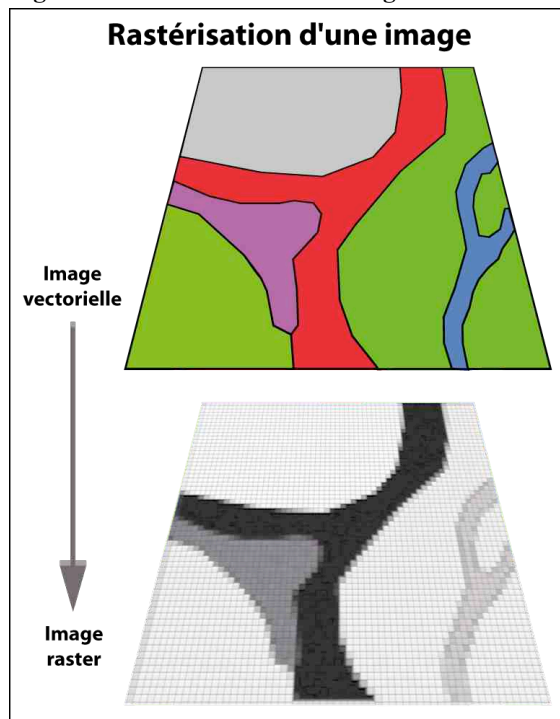 Rastérisation d'une image
Image
vectorielle
Image
raster